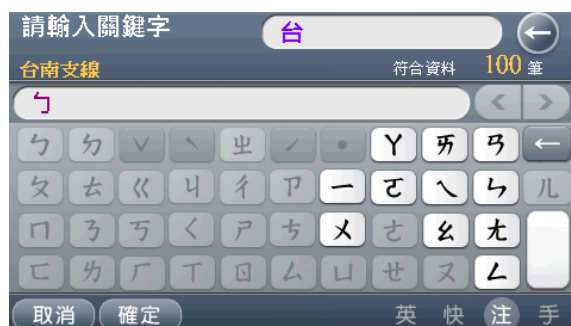 請輸入關鍵字 台
台南支線 符合資料 100 筆
ㄅ
ㄅ ㄉ ˇ ˋ ㄓ ˊ ˙ ㄚ ㄞ ㄢ ←
ㄆ ㄊ ㄍ ㄐ ㄔ ㄗ ㄧ ㄛ ㄟ ㄣ ㄦ
ㄇ ㄋ ㄎ ㄑ ㄕ ㄘ ㄨ ㄜ ㄠ ㄤ
ㄈ ㄌ ㄏ ㄒ ㄖ ㄙ ㄩ ㄝ ㄡ ㄥ
取消 確定 英 快 注 手